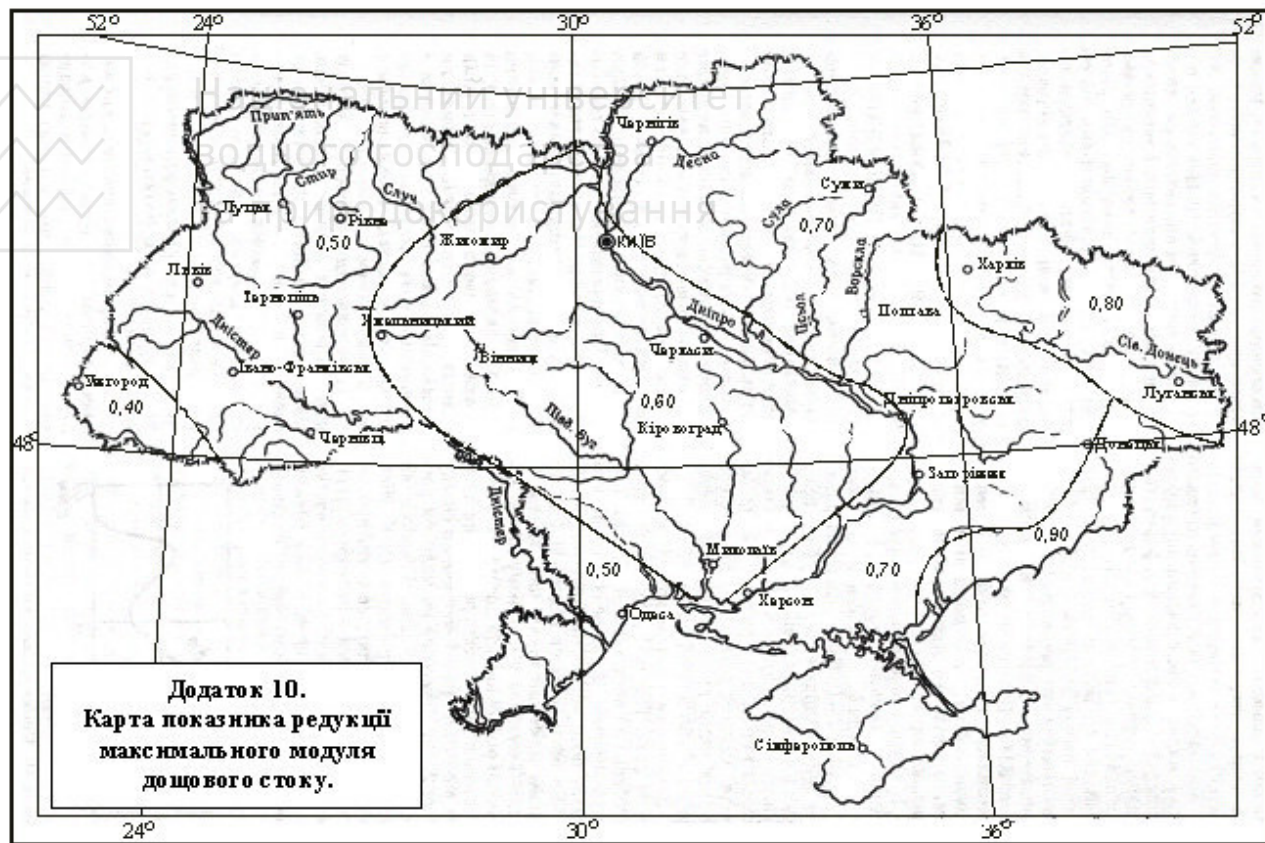 52°
24°
30°
36°
52°
Національний університет
водного господарства
та природокористування
Прип'ять
Чернігів
Десна
Стир
Случ
Суми
Луцьк
Рівне
Сула
0,70
0,50
Житомир
КИЇВ
Ворскла
Харків
Львів
Тернопіль
0,80
Дністер
Хмельницький
Дніпро
Псьол
Полтава
Вінниця
Черкаси
Сів. Донець
Івано-Франківськ
Ужгород
Луганськ
0,40
0,60
Дніпропетровськ
Півд. Буг
Кіровоград
48°
Чернівці
Донецьк
48°
Запоріжжя
Дністер
0,90
Миколаїв
0,50
0,70
Херсон
Одеса
Додаток 10.
Карта показника редукції
максимального модуля
дощового стоку.
Сімферополь
24°
30°
36°